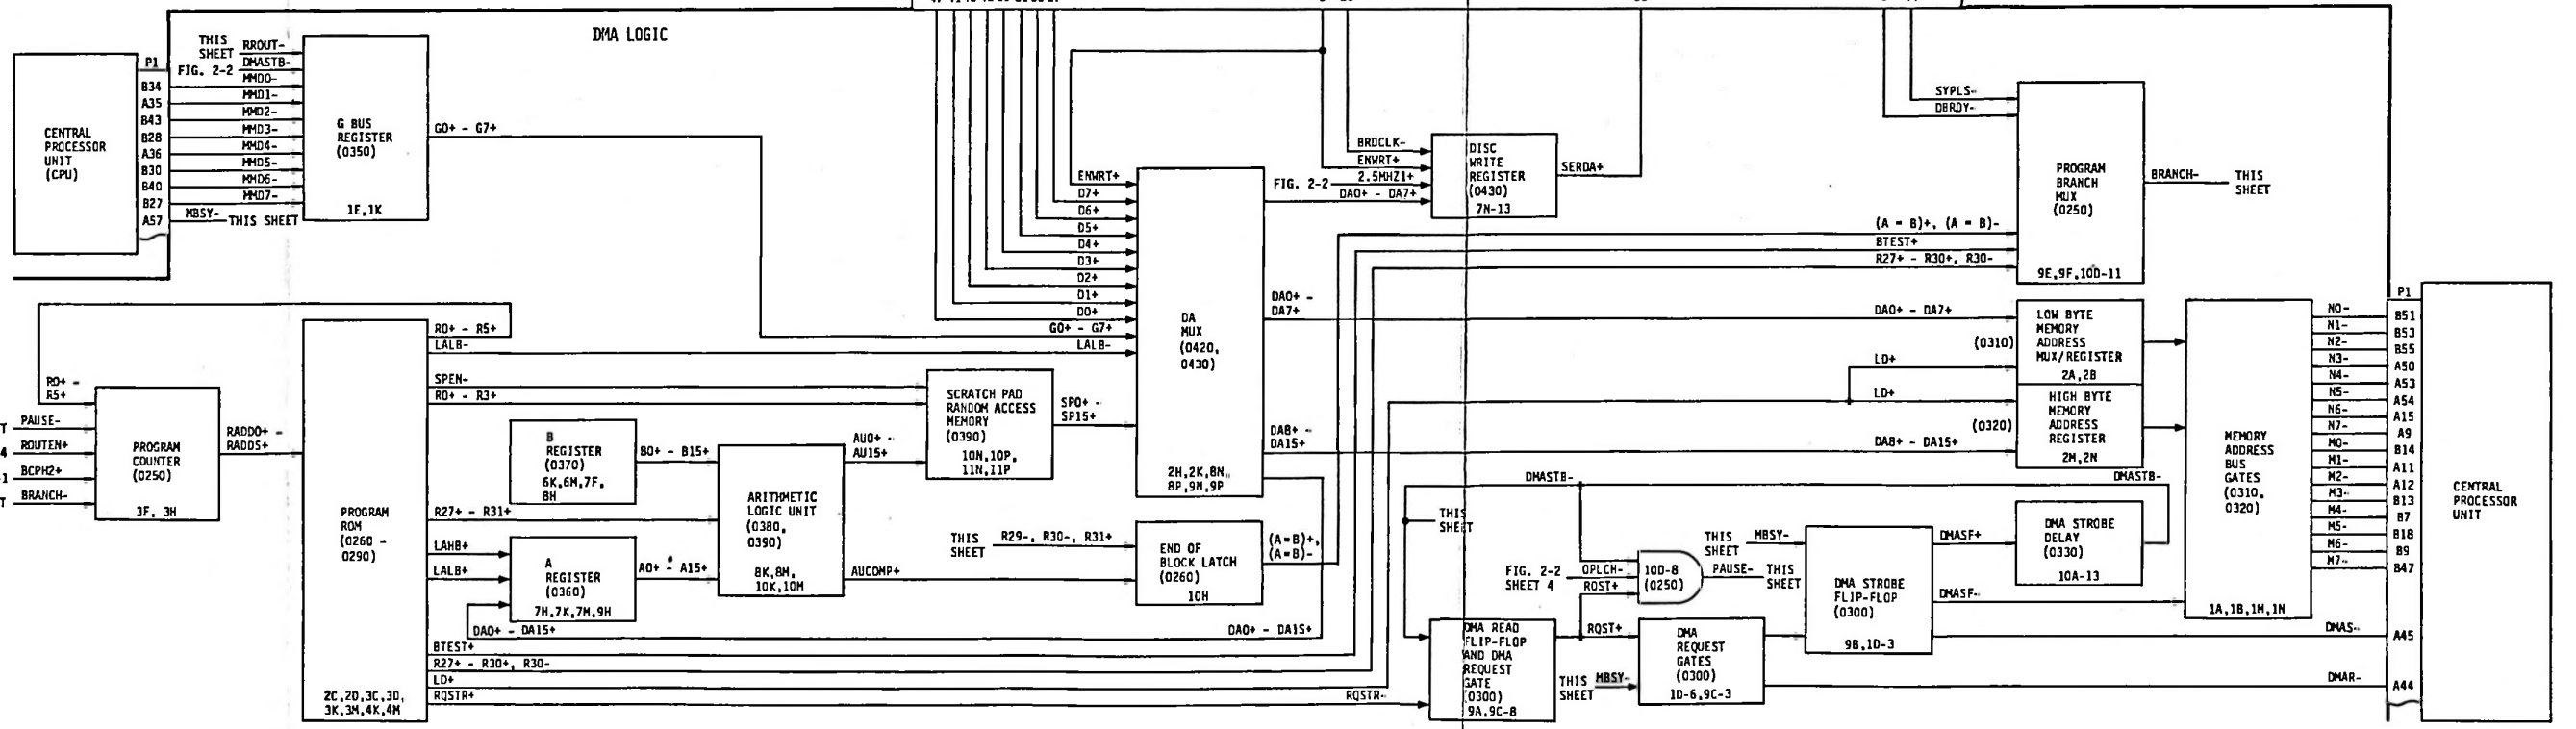 DMA LOGIC
CENTRAL
PROCESSOR
UNIT
(CPU)
P1
B34
A35
B43
B28
A36
B30
B40
B27
A57
THIS
SHEET
RROUT-
FIG. 2-2
DMASTB-
MMD0-
MMD1-
MMD2-
MMD3-
MMD4-
MMD5-
MMD6-
MMD7-
MBSY-
THIS SHEET
G BUS
REGISTER
(0350)
1E,1K
G0+ - G7+
R0+ -
R5+
PAUSE-
ROUTEN+
BCPH2+
BRANCH-
PROGRAM
COUNTER
(0250)
3F, 3H
RADD0+ -
RADD5+
PROGRAM
ROM
(0260 -
0290)
2C,2D,3C,3D,
3K,3M,4K,4M
R0+ - R5+
LALB-
SPEN-
R0+ - R3+
R27+ - R31+
LAHB+
LALB+
DA0+ - DA15+
BTEST+
R27+ - R30+, R30-
LD+
RQSTR+
B
REGISTER
(0370)
6K,6M,7F,
8H
B0+ - B15+
A
REGISTER
(0360)
7H,7K,7M,9H
A0+ - A15+
ARITHMETIC
LOGIC UNIT
(0380,
0390)
8K,8M,
10K,10M
AU0+ -
AU15+
AUCOMP+
SCRATCH PAD
RANDOM ACCESS
MEMORY
(0390)
10N,10P,
11N,11P
SP0+ -
SP15+
ENWRT+
D7+
D6+
D5+
D4+
D3+
D2+
D1+
D0+
G0+ - G7+
LALB-
DA
MUX
(0420,
0430)
2H,2K,8N,
8P,9N,9P
DA0+ -
DA7+
DA8+ -
DA15+
DA0+ - DA15+
THIS
SHEET
R29-, R30-, R31+
END OF
BLOCK LATCH
(0260)
10H
(A=B)+,
(A=B)-
BRDCLK-
ENWRT+
FIG. 2-2
2.5MHZ1+
DA0+ - DA7+
DISC
WRITE
REGISTER
(0430)
7N-13
SERDA+
SYPLS-
DBRDY-
(A = B)+, (A = B)-
BTEST+
R27+ - R30+, R30-
PROGRAM
BRANCH
MUX
(0250)
9E,9F,10D-11
BRANCH-
THIS
SHEET
DA0+ - DA7+
(0310)
LD+
LD+
(0320)
DA8+ - DA15+
LOW BYTE
MEMORY
ADDRESS
MUX/REGISTER
2A,2B
HIGH BYTE
MEMORY
ADDRESS
REGISTER
2M,2N
MEMORY
ADDRESS
BUS
GATES
(0310,
0320)
1A,1B,1M,1N
DMASTB-
DMASTB-
THIS
SHEET
FIG. 2-2
SHEET 4
OPLCH-
RQST+
10D-8
(0250)
PAUSE-
THIS
SHEET
RQSTR-
DMA READ
FLIP-FLOP
AND DMA
REQUEST
GATE
(0300)
9A,9C-8
RQST+
THIS
SHEET
MBSY-
DMA
REQUEST
GATES
(0300)
1D-6,9C-3
THIS
SHEET
MBSY-
DMA STROBE
FLIP-FLOP
(0300)
9B,1D-3
DMASF+
DMASF-
DMA STROBE
DELAY
(0330)
10A-13
DMAS-
DMAR-
N0-
N1-
N2-
N3-
N4-
N5-
N6-
N7-
M0-
M1-
M2-
M3-
M4-
M5-
M6-
M7-
P1
B51
B53
B55
A50
A53
A54
A15
A9
B14
A11
A12
B13
B7
B18
B9
B47
A45
A44
CENTRAL
PROCESSOR
UNIT